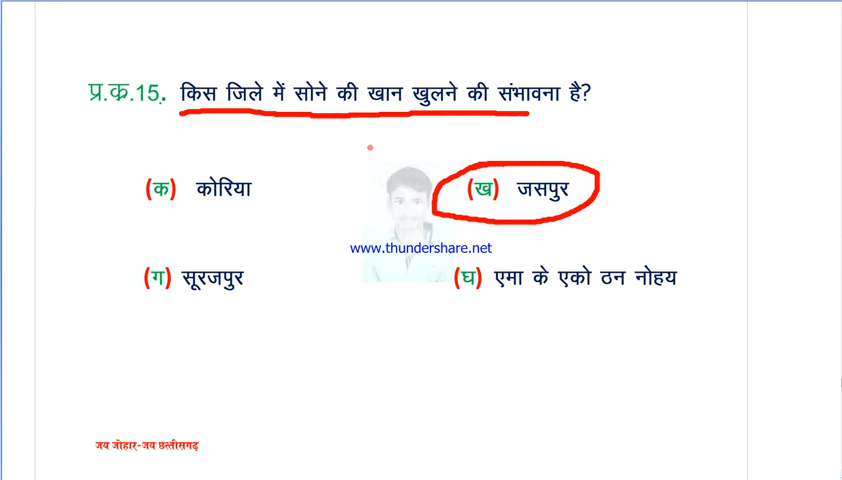 प्र.क्र.15. किस जिले में सोने की खान खुलने की संभावना है?
(क) कोरिया (ख) जसपुर
www.thundershare.net
(ग) सूरजपुर (घ) एमा के एको ठन नोहय
जय जोहार-जय छत्तीसगढ़